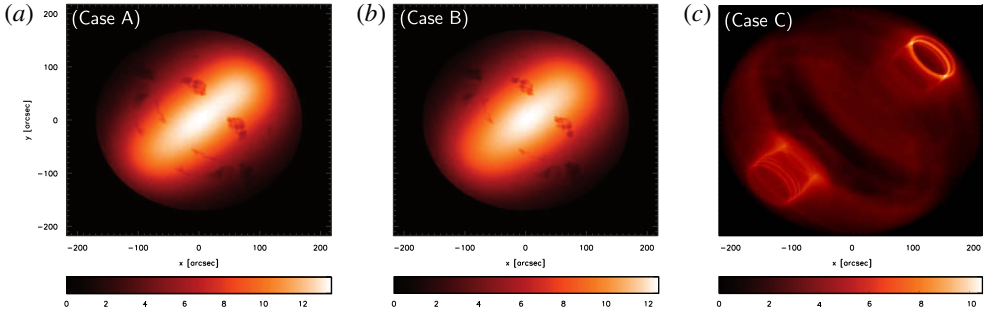 (a) (Case A)
(b) (Case B)
(c) (Case C)
200
100
0
-100
-200
y [arcsec]
-200 -100 0 100 200
-200 -100 0 100 200
-200 -100 0 100 200
x [arcsec]
x [arcsec]
x [arcsec]
0 2 4 6 8 10 12
0 2 4 6 8 10 12
0 2 4 6 8 10